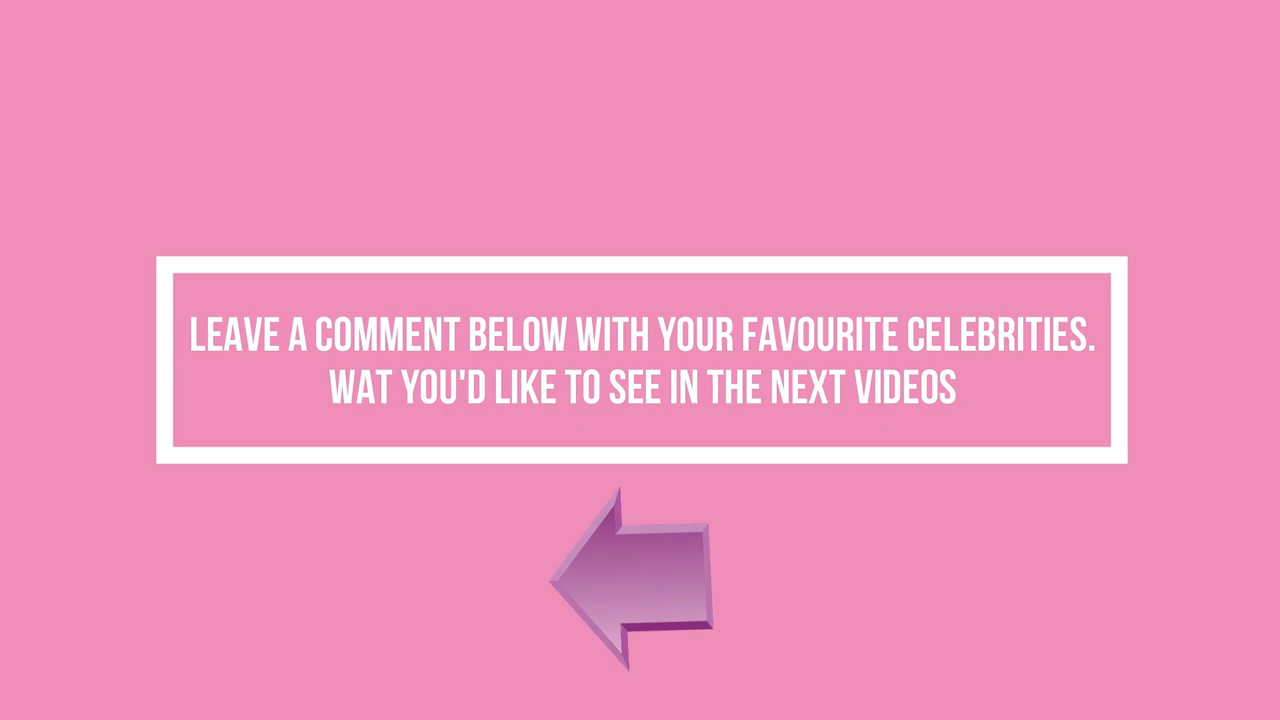 LEAVE A COMMENT BELOW WITH YOUR FAVOURITE CELEBRITIES.
WAT YOU'D LIKE TO SEE IN THE NEXT VIDEOS